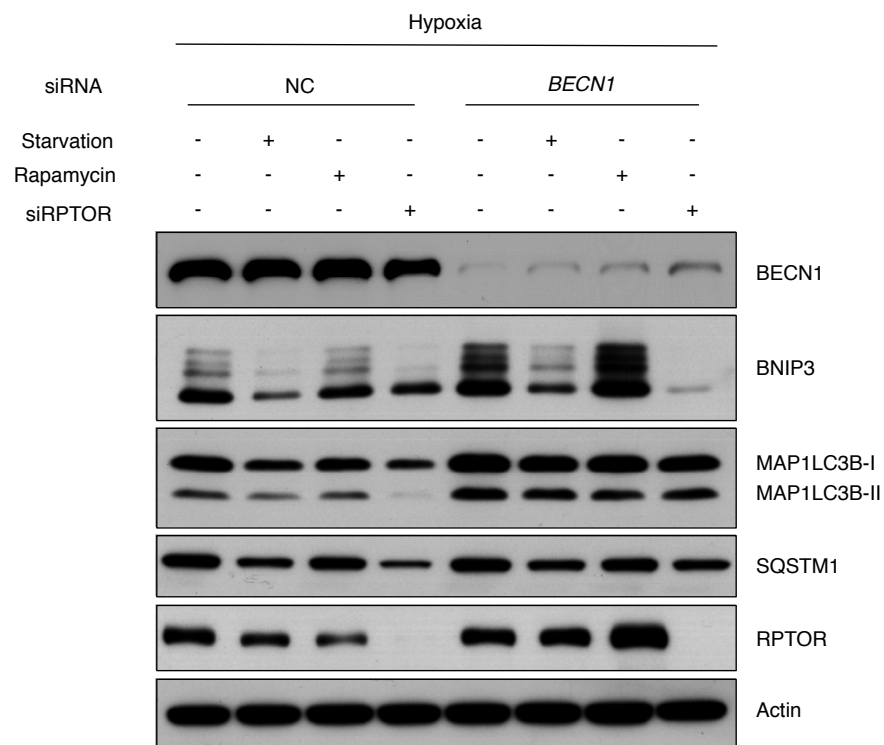 Hypoxia
siRNA NC BECN1
Starvation - + - - - + - -
Rapamycin - - + - - - + -
siRPTOR - - - + - - - +
BECN1
BNIP3
MAP1LC3B-I
MAP1LC3B-II
SQSTM1
RPTOR
Actin